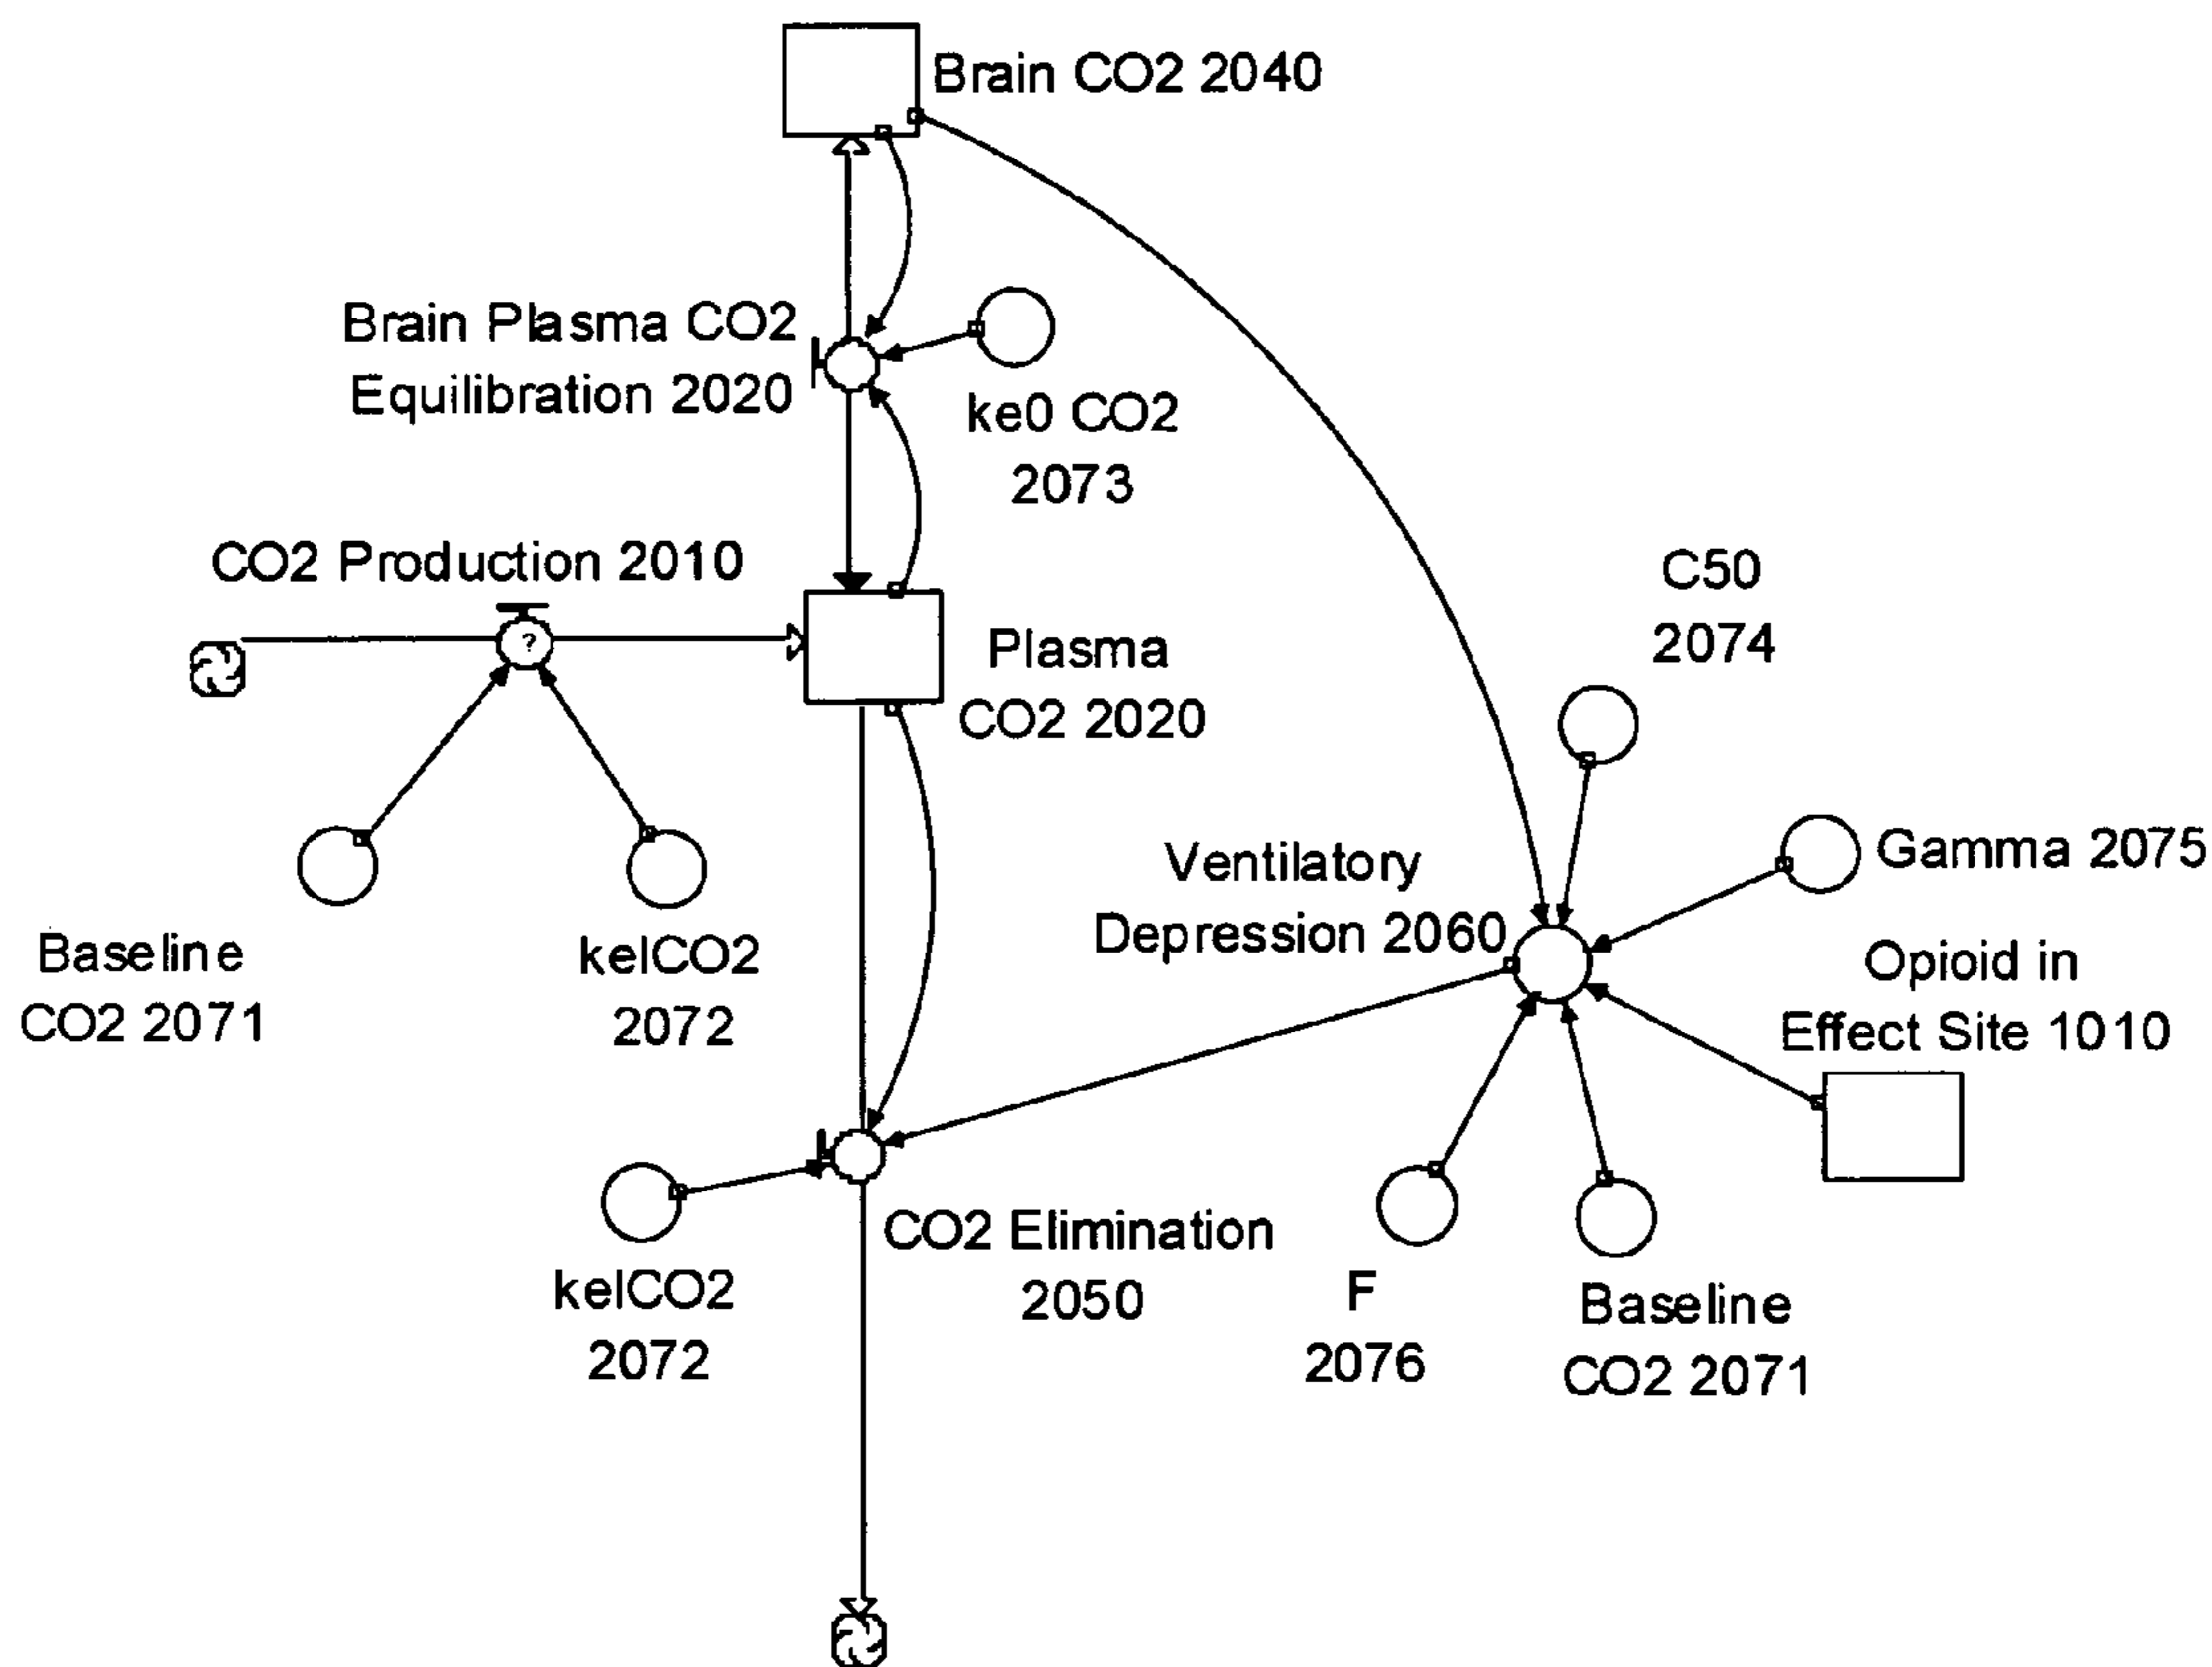 Brain CO2 2040
Brain Plasma CO2
Equilibration 2020
ke0 CO2
2073
CO2 Production 2010
?
Plasma
CO2 2020
C50
2074
Gamma 2075
Ventilatory
Depression 2060
Opioid in
Effect Site 1010
Baseline
CO2 2071
kelCO2
2072
kelCO2
2072
CO2 Elimination
2050
F
2076
Baseline
CO2 2071